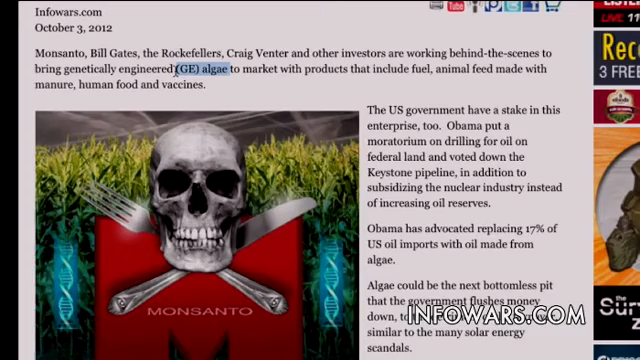 Infowars.com
October 3, 2012
LIVE 11
Monsanto, Bill Gates, the Rockefellers, Craig Venter and other investors are working behind-the-scenes to
bring genetically engineered (GE) algae to market with products that include fuel, animal feed made with
manure, human food and vaccines.
3 FREE
The US government have a stake in this
enterprise, too. Obama put a
moratorium on drilling for oil on
federal land and voted down the
Keystone pipeline, in addition to
subsidizing the nuclear industry instead
of increasing oil reserves.
Obama has advocated replacing 17% of
US oil imports with oil made from
algae.
Algae could be the next bottomless pit
that the government flushes money
down, to
similar to the many solar energy
scandals.
MONSANTO
INFOWARS.COM
the